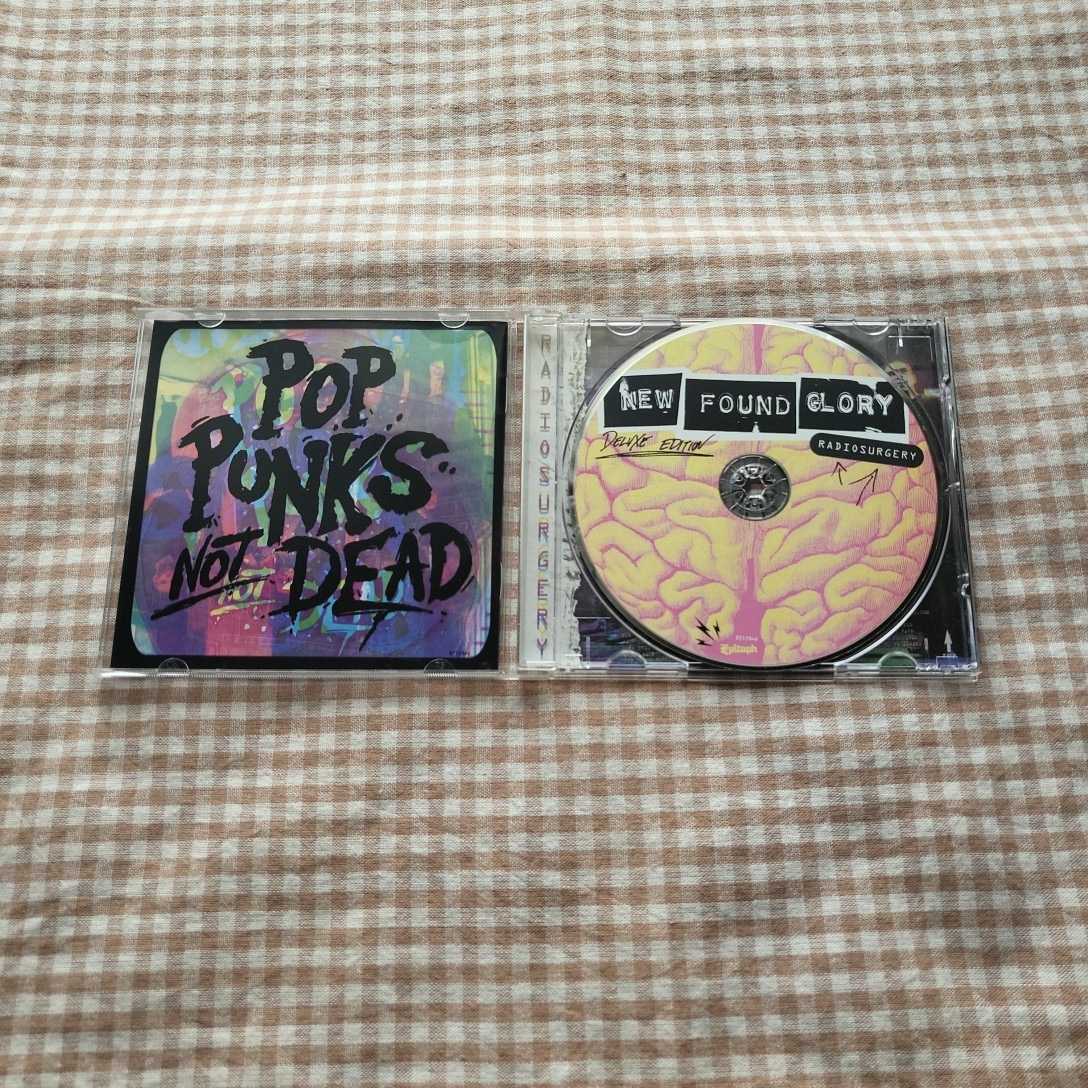 POP
PUNKS
NOT DEAD
RADIOSURGERY
NEW FOUND GLORY
DELUXE EDITION
RADIOSURGERY
Epitaph